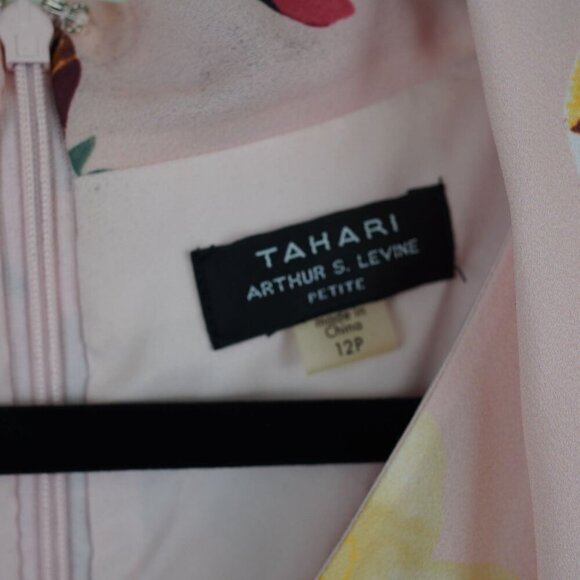 TAHARI
ARTHUR S. LEVINE
PETITE
made in
China
12P